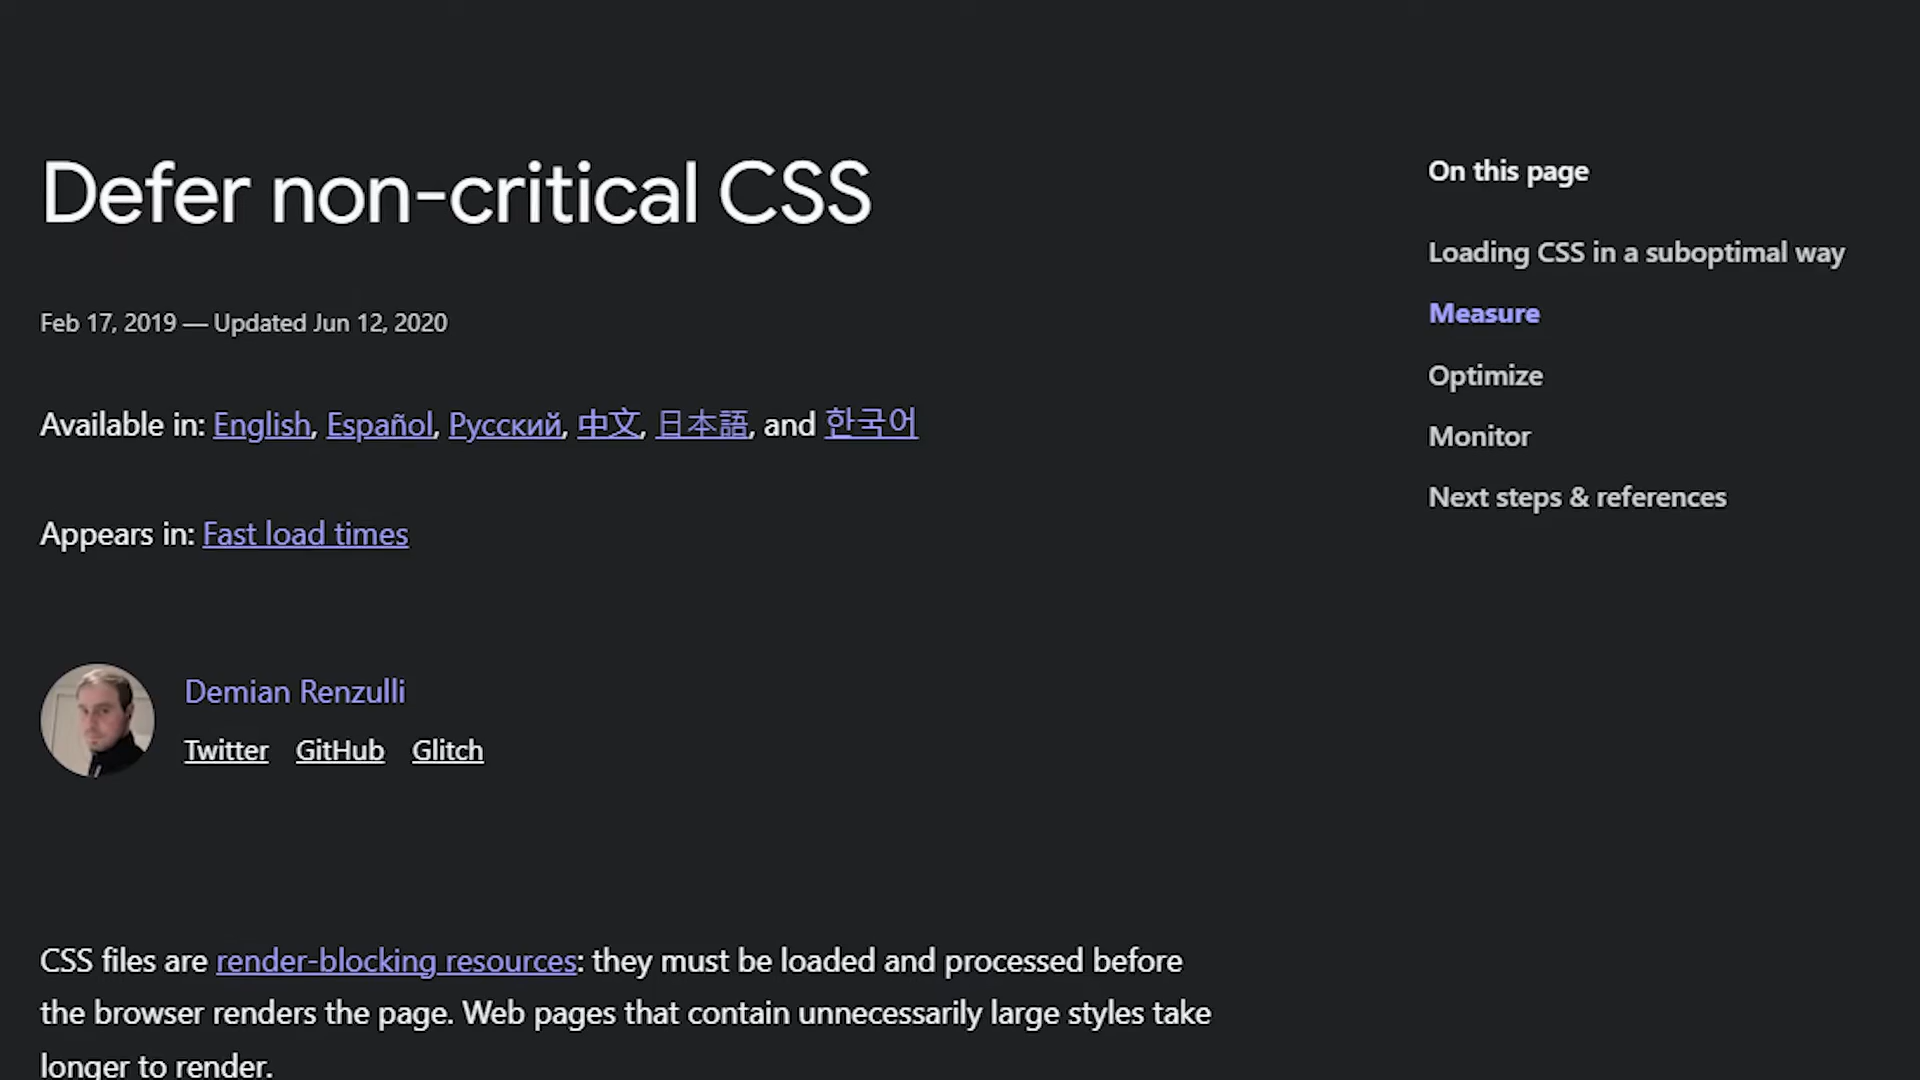 Defer non-critical CSS
Feb 17, 2019 — Updated Jun 12, 2020
Available in: English, Español, Русский, 中文, 日本語, and 한국어
Appears in: Fast load times
Demian Renzulli
Twitter GitHub Glitch
CSS files are render-blocking resources: they must be loaded and processed before
the browser renders the page. Web pages that contain unnecessarily large styles take
longer to render.
On this page
Loading CSS in a suboptimal way
Measure
Optimize
Monitor
Next steps & references